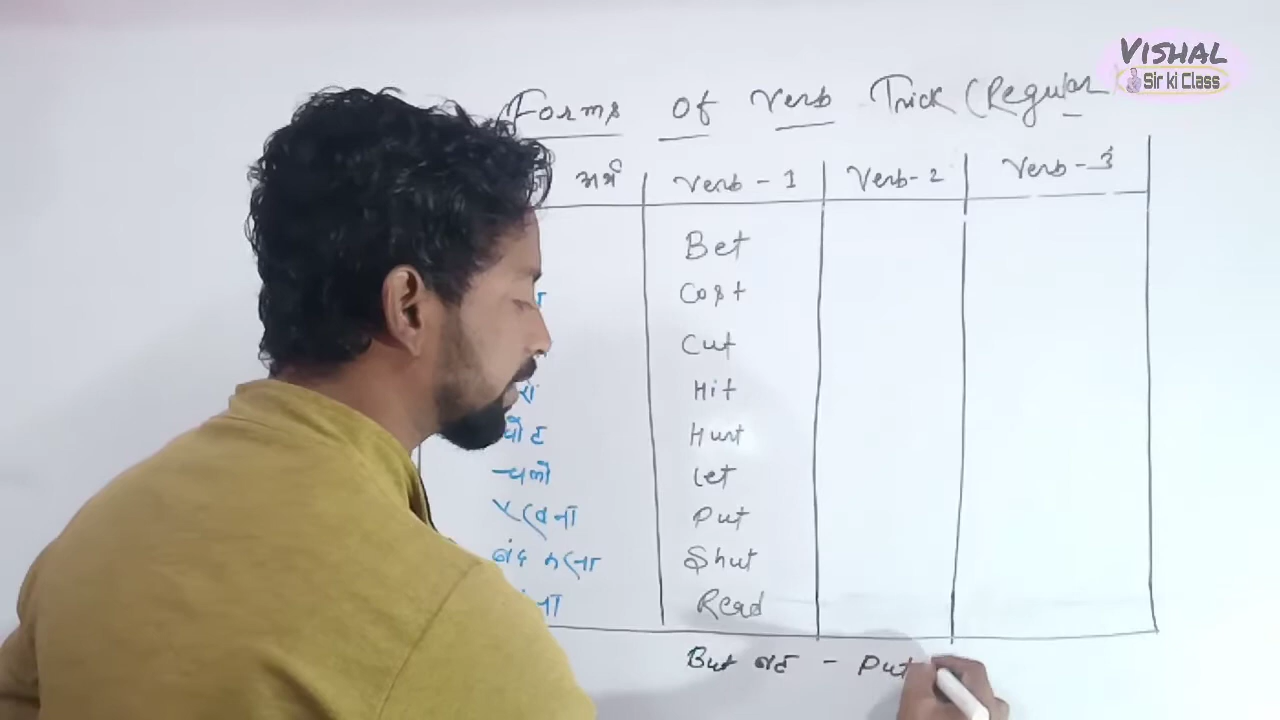 VISHAL
Sir ki Class
Forms Of Verb Trick (Regular
अर्थ Verb - 1 Verb - 2 Verb - 3
Bet
Cost
Cut
Hit
चोट Hurt
चलो Let
रखना Put
बंद करना Shut
Read
But बट - Put